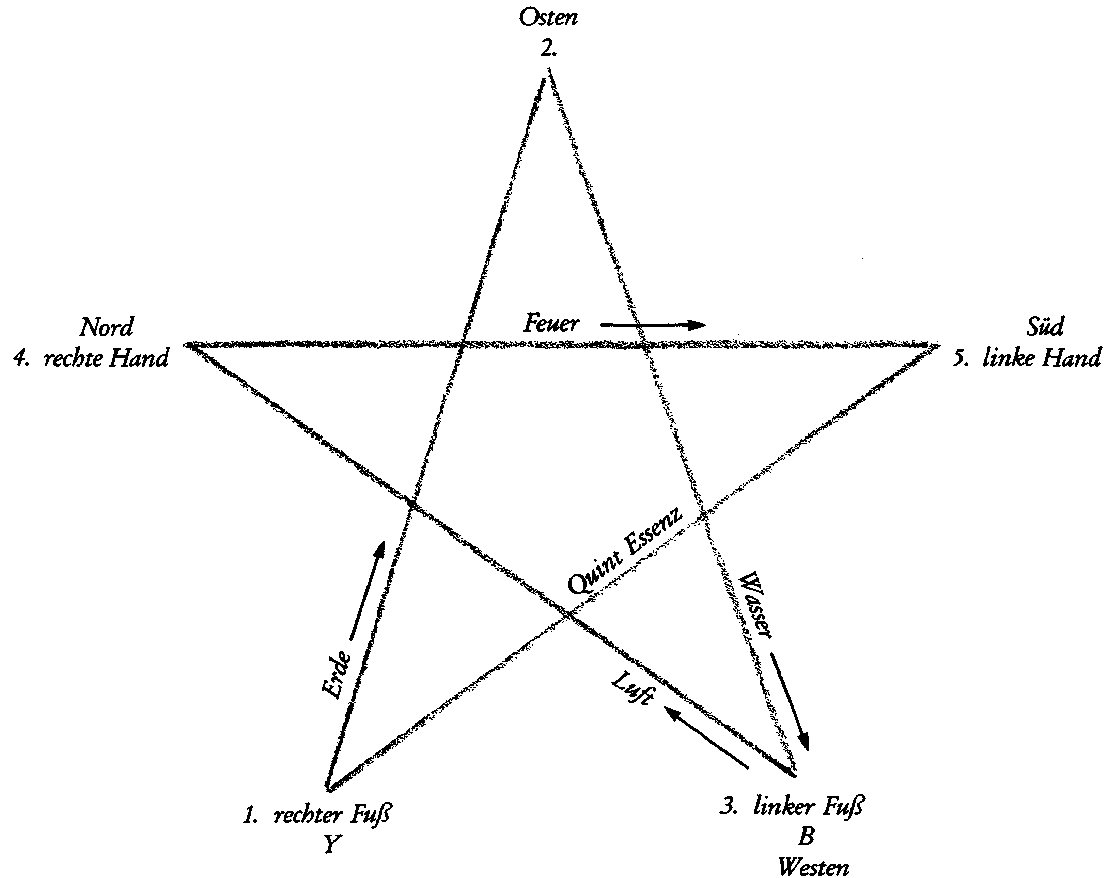 Osten
2.
Feuer
Nord
4. rechte Hand
Süd
5. linke Hand
Quint Essenz
Wasser
Erde
Luft
1. rechter Fuß
Y
3. linker Fuß
B
Westen